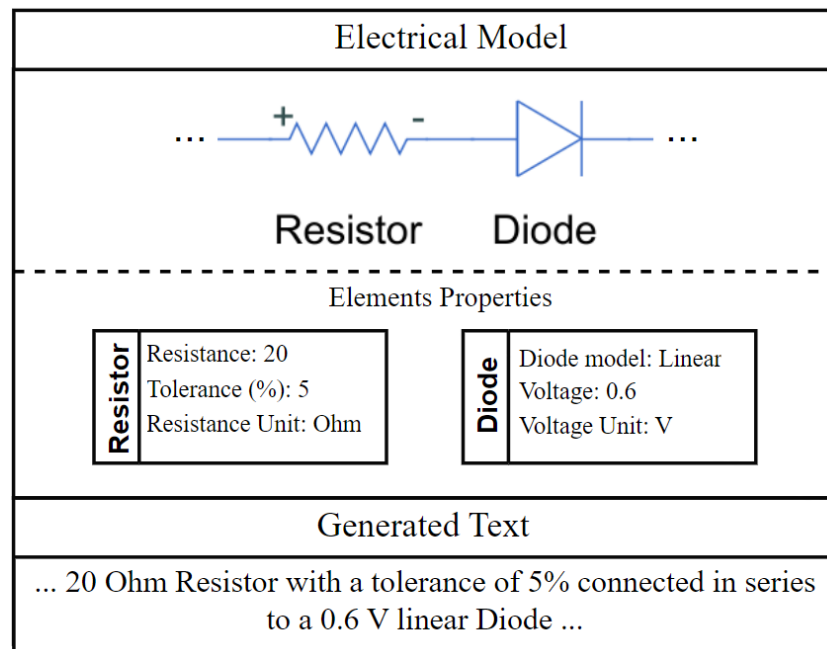 Electrical Model
... + - ...
Resistor Diode
Elements Properties
Resistor
Resistance: 20
Tolerance (%): 5
Resistance Unit: Ohm
Diode
Diode model: Linear
Voltage: 0.6
Voltage Unit: V
Generated Text
... 20 Ohm Resistor with a tolerance of 5% connected in series
to a 0.6 V linear Diode ...